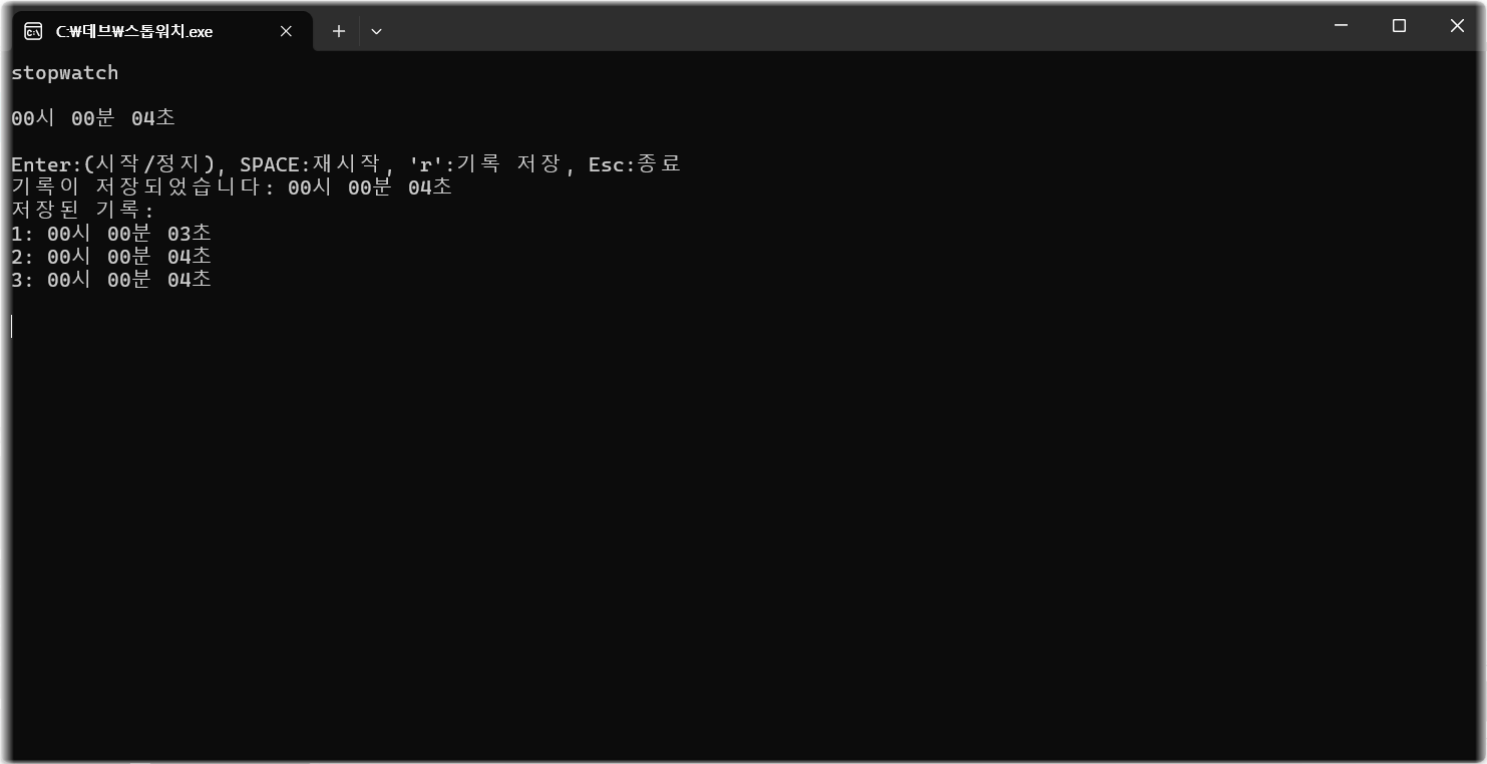 C:₩데브₩스톱워치.exe
stopwatch
00시 00분 04초
Enter:(시작/정지), SPACE:재시작, 'r':기록 저장, Esc:종료
기록이 저장되었습니다: 00시 00분 04초
저장된 기록:
1: 00시 00분 03초
2: 00시 00분 04초
3: 00시 00분 04초